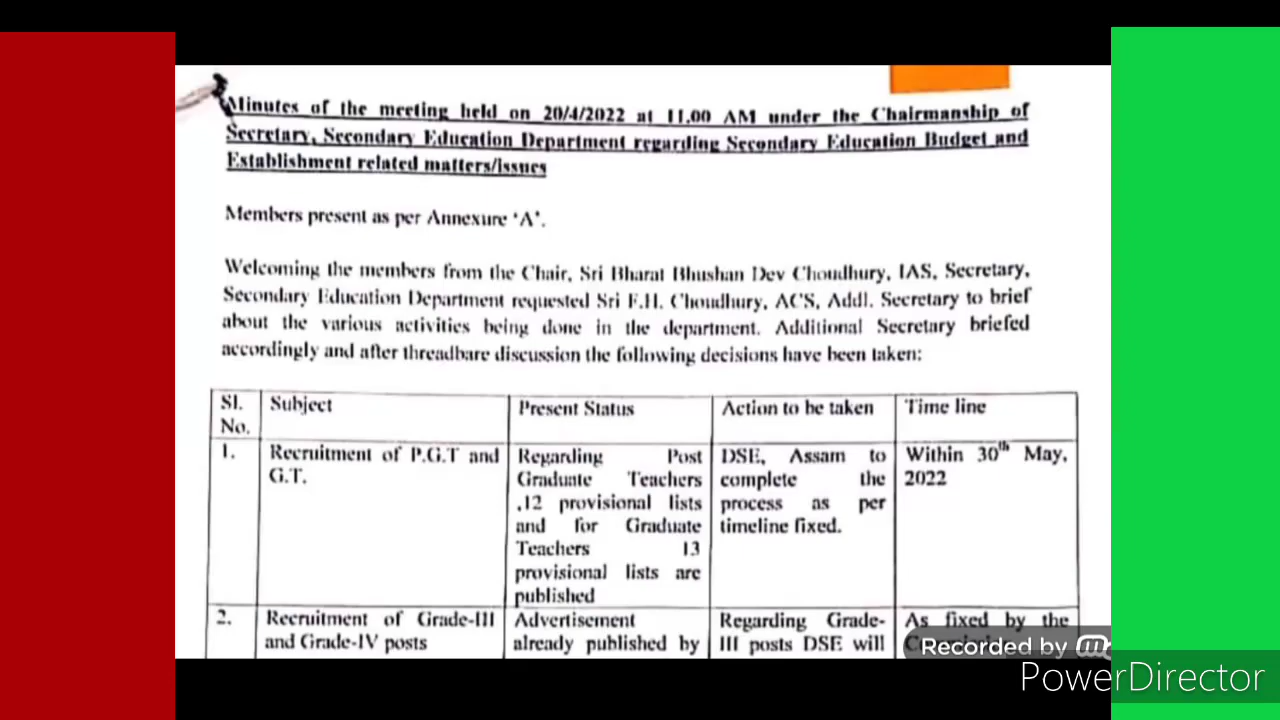 Minutes of the meeting held on 20/4/2022 at 11.00 AM under the Chairmanship of
Secretary, Secondary Education Department regarding Secondary Education Budget and
Establishment related matters/issues
Members present as per Annexure ‘A’.
Welcoming the members from the Chair, Sri Bharat Bhushan Dev Choudhury, IAS, Secretary,
Secondary Education Department requested Sri F.H. Choudhury, ACS, Addl. Secretary to brief
about the various activities being done in the department. Additional Secretary briefed
accordingly and after threadbare discussion the following decisions have been taken:
Sl. No.
Subject
Present Status
Action to be taken
Time line
1.
Recruitment of P.G.T and
G.T.
Regarding Post
Graduate Teachers
,12 provisional lists
and for Graduate
Teachers 13
provisional lists are
published
DSE, Assam to
complete the
process as per
timeline fixed.
Within 30th May,
2022
2.
Recruitment of Grade-III
and Grade-IV posts
Advertisement
already published by
Regarding Grade-
III posts DSE will
As fixed by the
Recorded by
PowerDirector